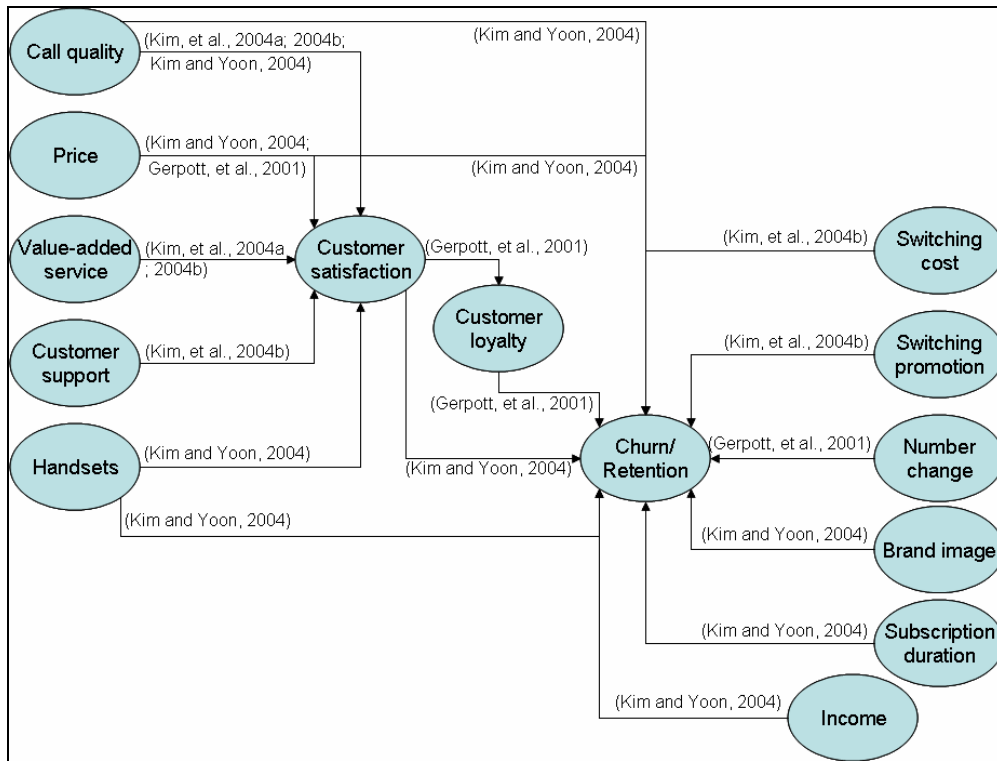 Call quality
(Kim, et al., 2004a; 2004b;
Kim and Yoon, 2004)
(Kim and Yoon, 2004)
Price
(Kim and Yoon, 2004;
Gerpott, et al., 2001)
(Kim and Yoon, 2004)
Value-added
service
(Kim, et al., 2004a
; 2004b)
Customer
satisfaction
(Gerpott, et al., 2001)
(Kim, et al., 2004b)
Switching
cost
Customer
support
(Kim, et al., 2004b)
Customer
loyalty
(Kim, et al., 2004b)
Switching
promotion
(Gerpott, et al., 2001)
Handsets
(Kim and Yoon, 2004)
(Kim and Yoon, 2004)
Churn/
Retention
(Gerpott, et al., 2001)
Number
change
(Kim and Yoon, 2004)
(Kim and Yoon, 2004)
Brand image
(Kim and Yoon, 2004)
Subscription
duration
(Kim and Yoon, 2004)
Income